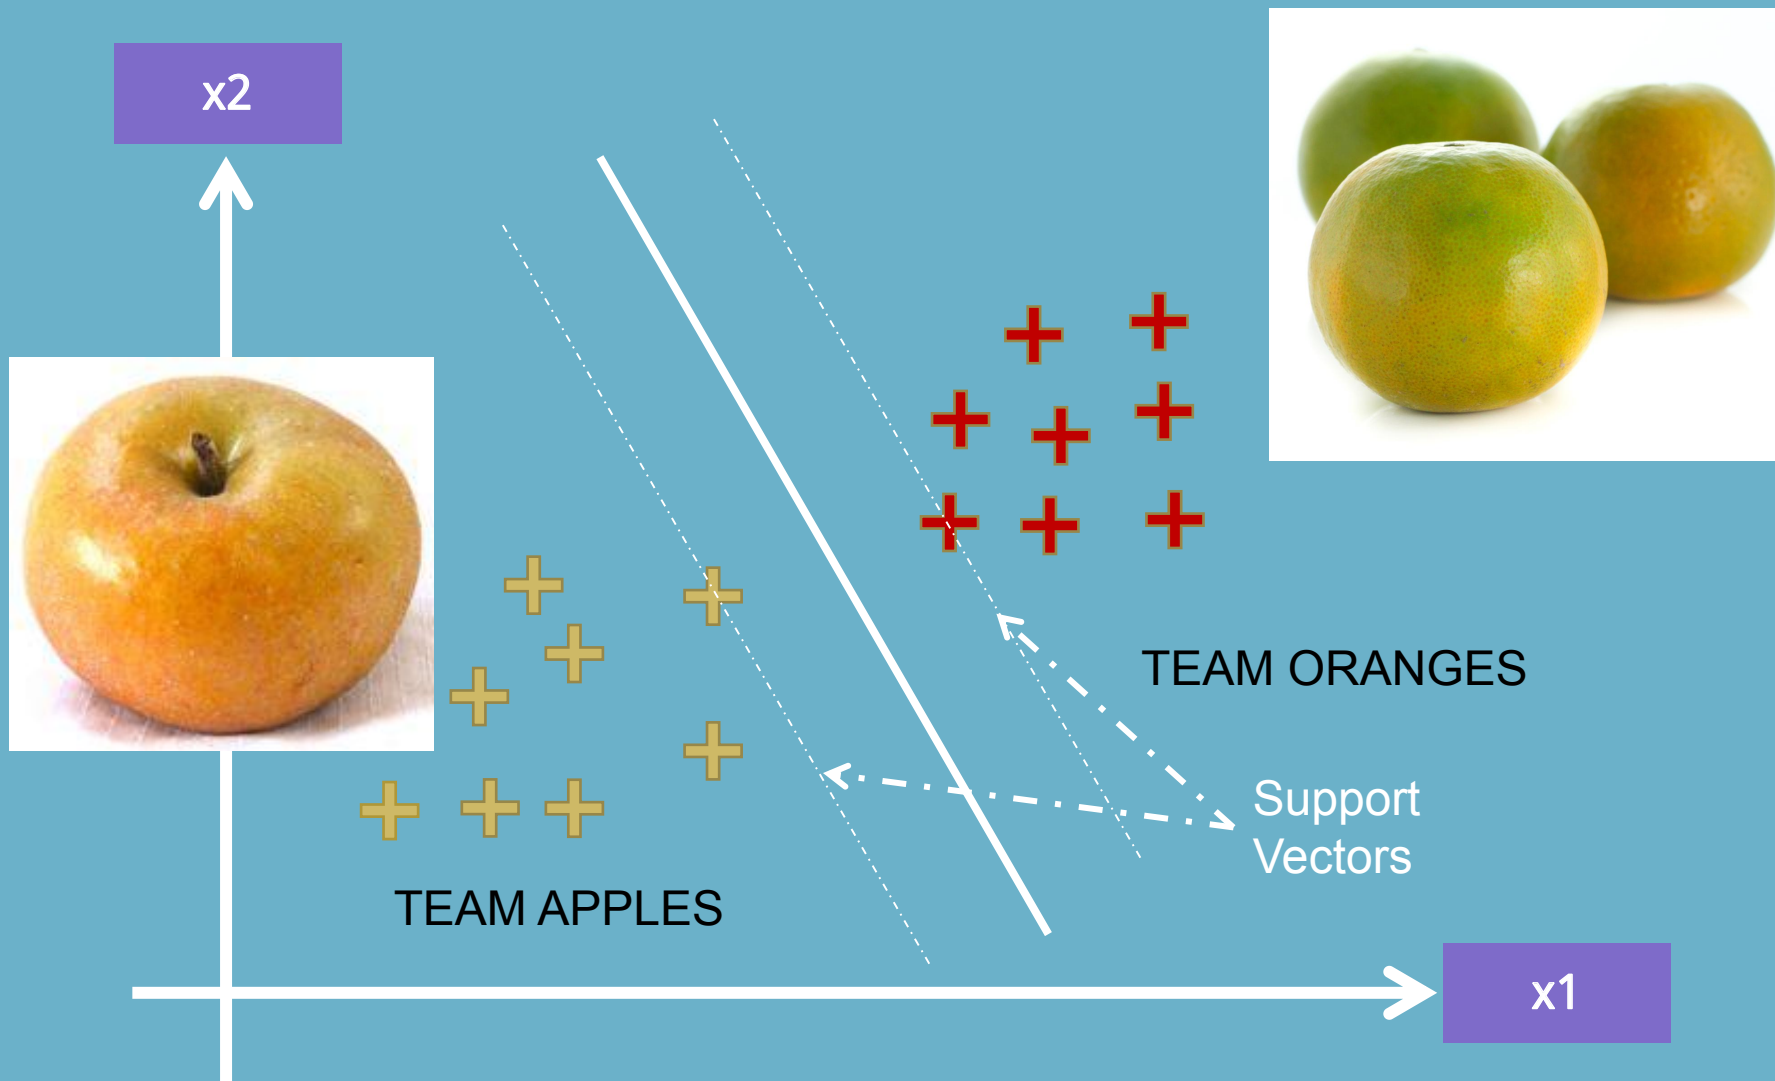 x2
TEAM ORANGES
Support
Vectors
TEAM APPLES
x1